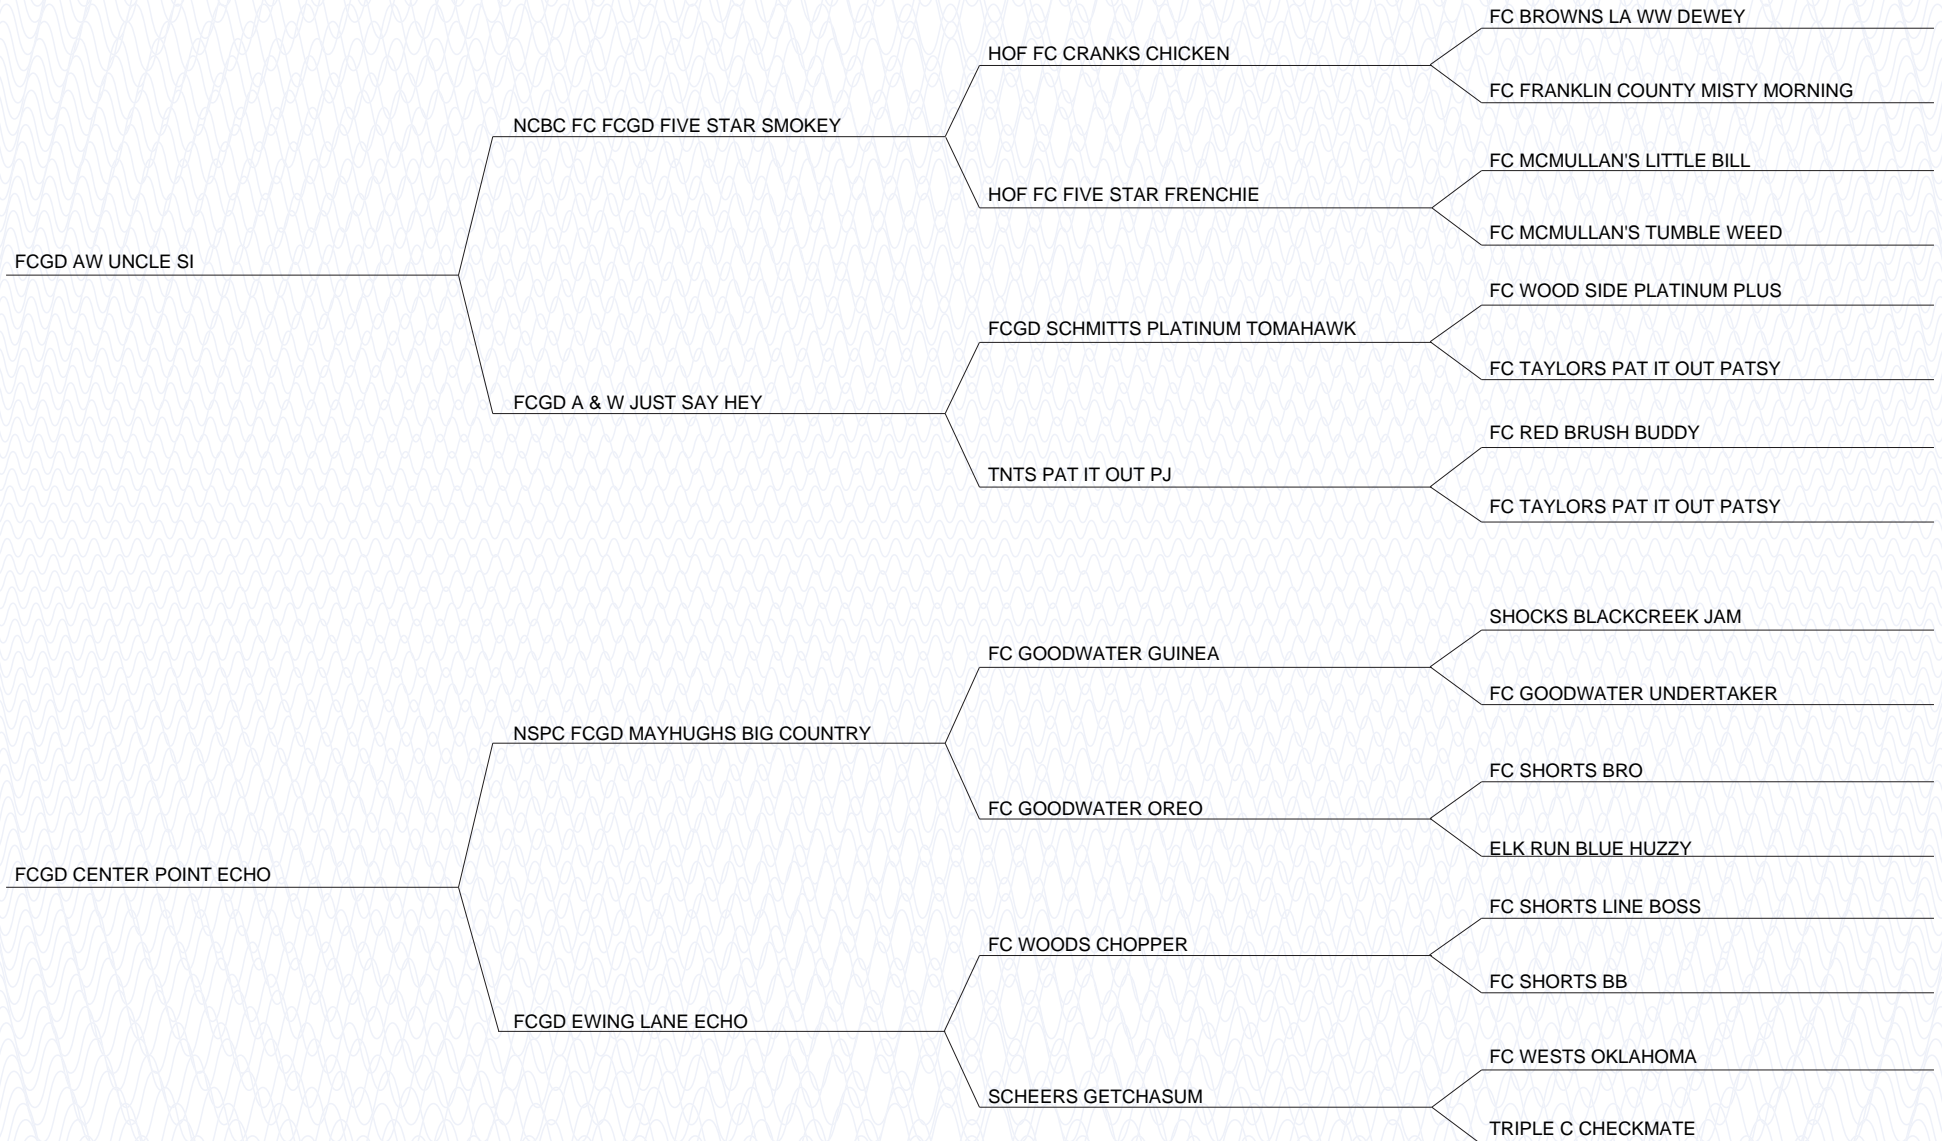 FC BROWNS LA WW DEWEY
HOF FC CRANKS CHICKEN
FC FRANKLIN COUNTY MISTY MORNING
NCBC FC FCGD FIVE STAR SMOKEY
FC MCMULLAN'S LITTLE BILL
HOF FC FIVE STAR FRENCHIE
FC MCMULLAN'S TUMBLE WEED
FCGD AW UNCLE SI
FC WOOD SIDE PLATINUM PLUS
FCGD SCHMITTS PLATINUM TOMAHAWK
FC TAYLORS PAT IT OUT PATSY
FCGD A & W JUST SAY HEY
FC RED BRUSH BUDDY
TNTS PAT IT OUT PJ
FC TAYLORS PAT IT OUT PATSY
SHOCKS BLACKCREEK JAM
FC GOODWATER GUINEA
FC GOODWATER UNDERTAKER
NSPC FCGD MAYHUGHS BIG COUNTRY
FC SHORTS BRO
FC GOODWATER OREO
ELK RUN BLUE HUZZY
FCGD CENTER POINT ECHO
FC SHORTS LINE BOSS
FC WOODS CHOPPER
FC SHORTS BB
FCGD EWING LANE ECHO
FC WESTS OKLAHOMA
SCHEERS GETCHASUM
TRIPLE C CHECKMATE